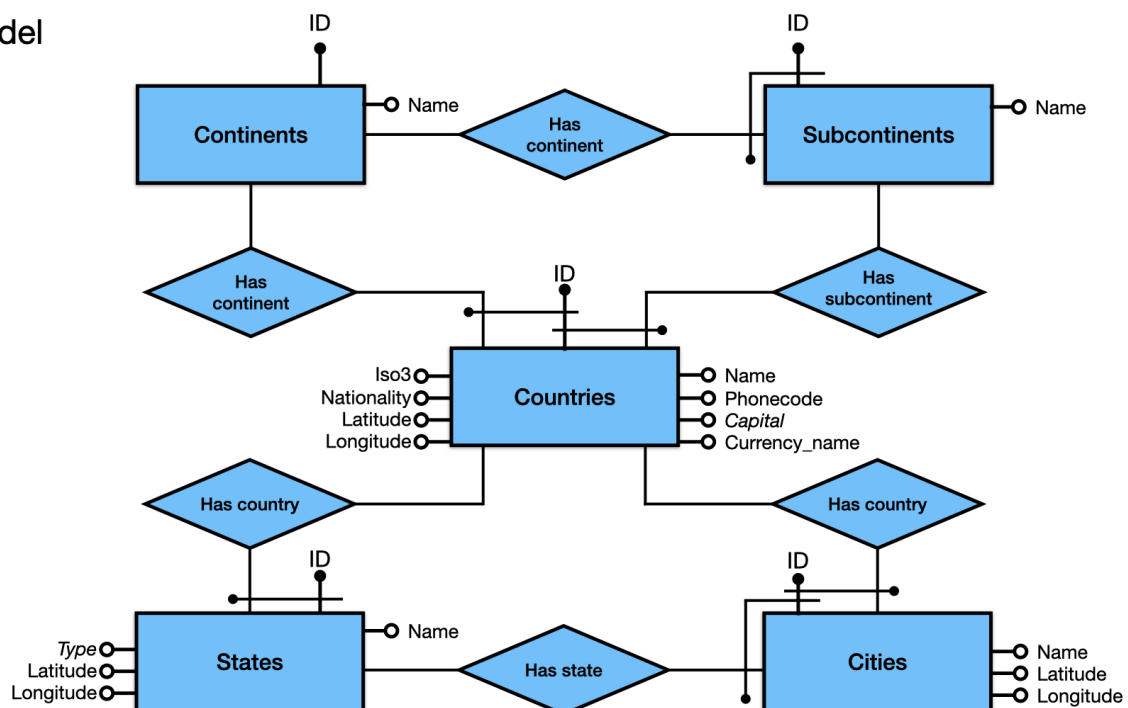 del
ID
ID
Name
Name
Continents
Has
continent
Subcontinents
Has
continent
ID
Has
subcontinent
Iso3
Nationality
Latitude
Longitude
Countries
Name
Phonecode
Capital
Currency_name
Has country
Has country
ID
ID
Name
Type
Latitude
Longitude
States
Has state
Cities
Name
Latitude
Longitude